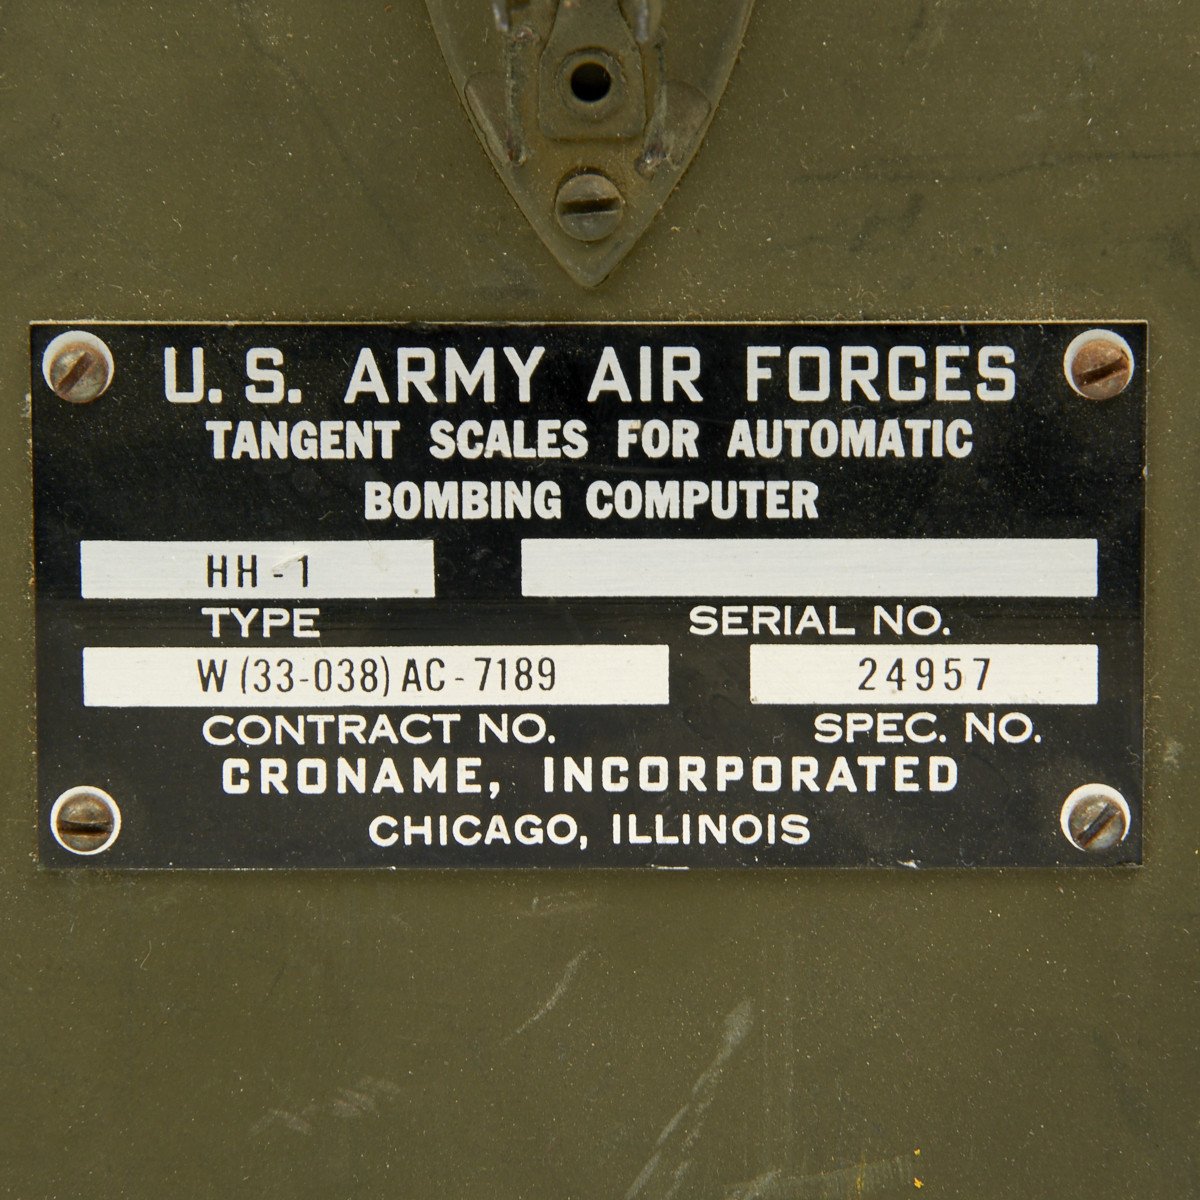 U. S. ARMY AIR FORCES
TANGENT SCALES FOR AUTOMATIC
BOMBING COMPUTER
HH-1
TYPE SERIAL NO.
W (33-038) AC-7189 24957
CONTRACT NO. SPEC. NO.
CRONAME, INCORPORATED
CHICAGO, ILLINOIS